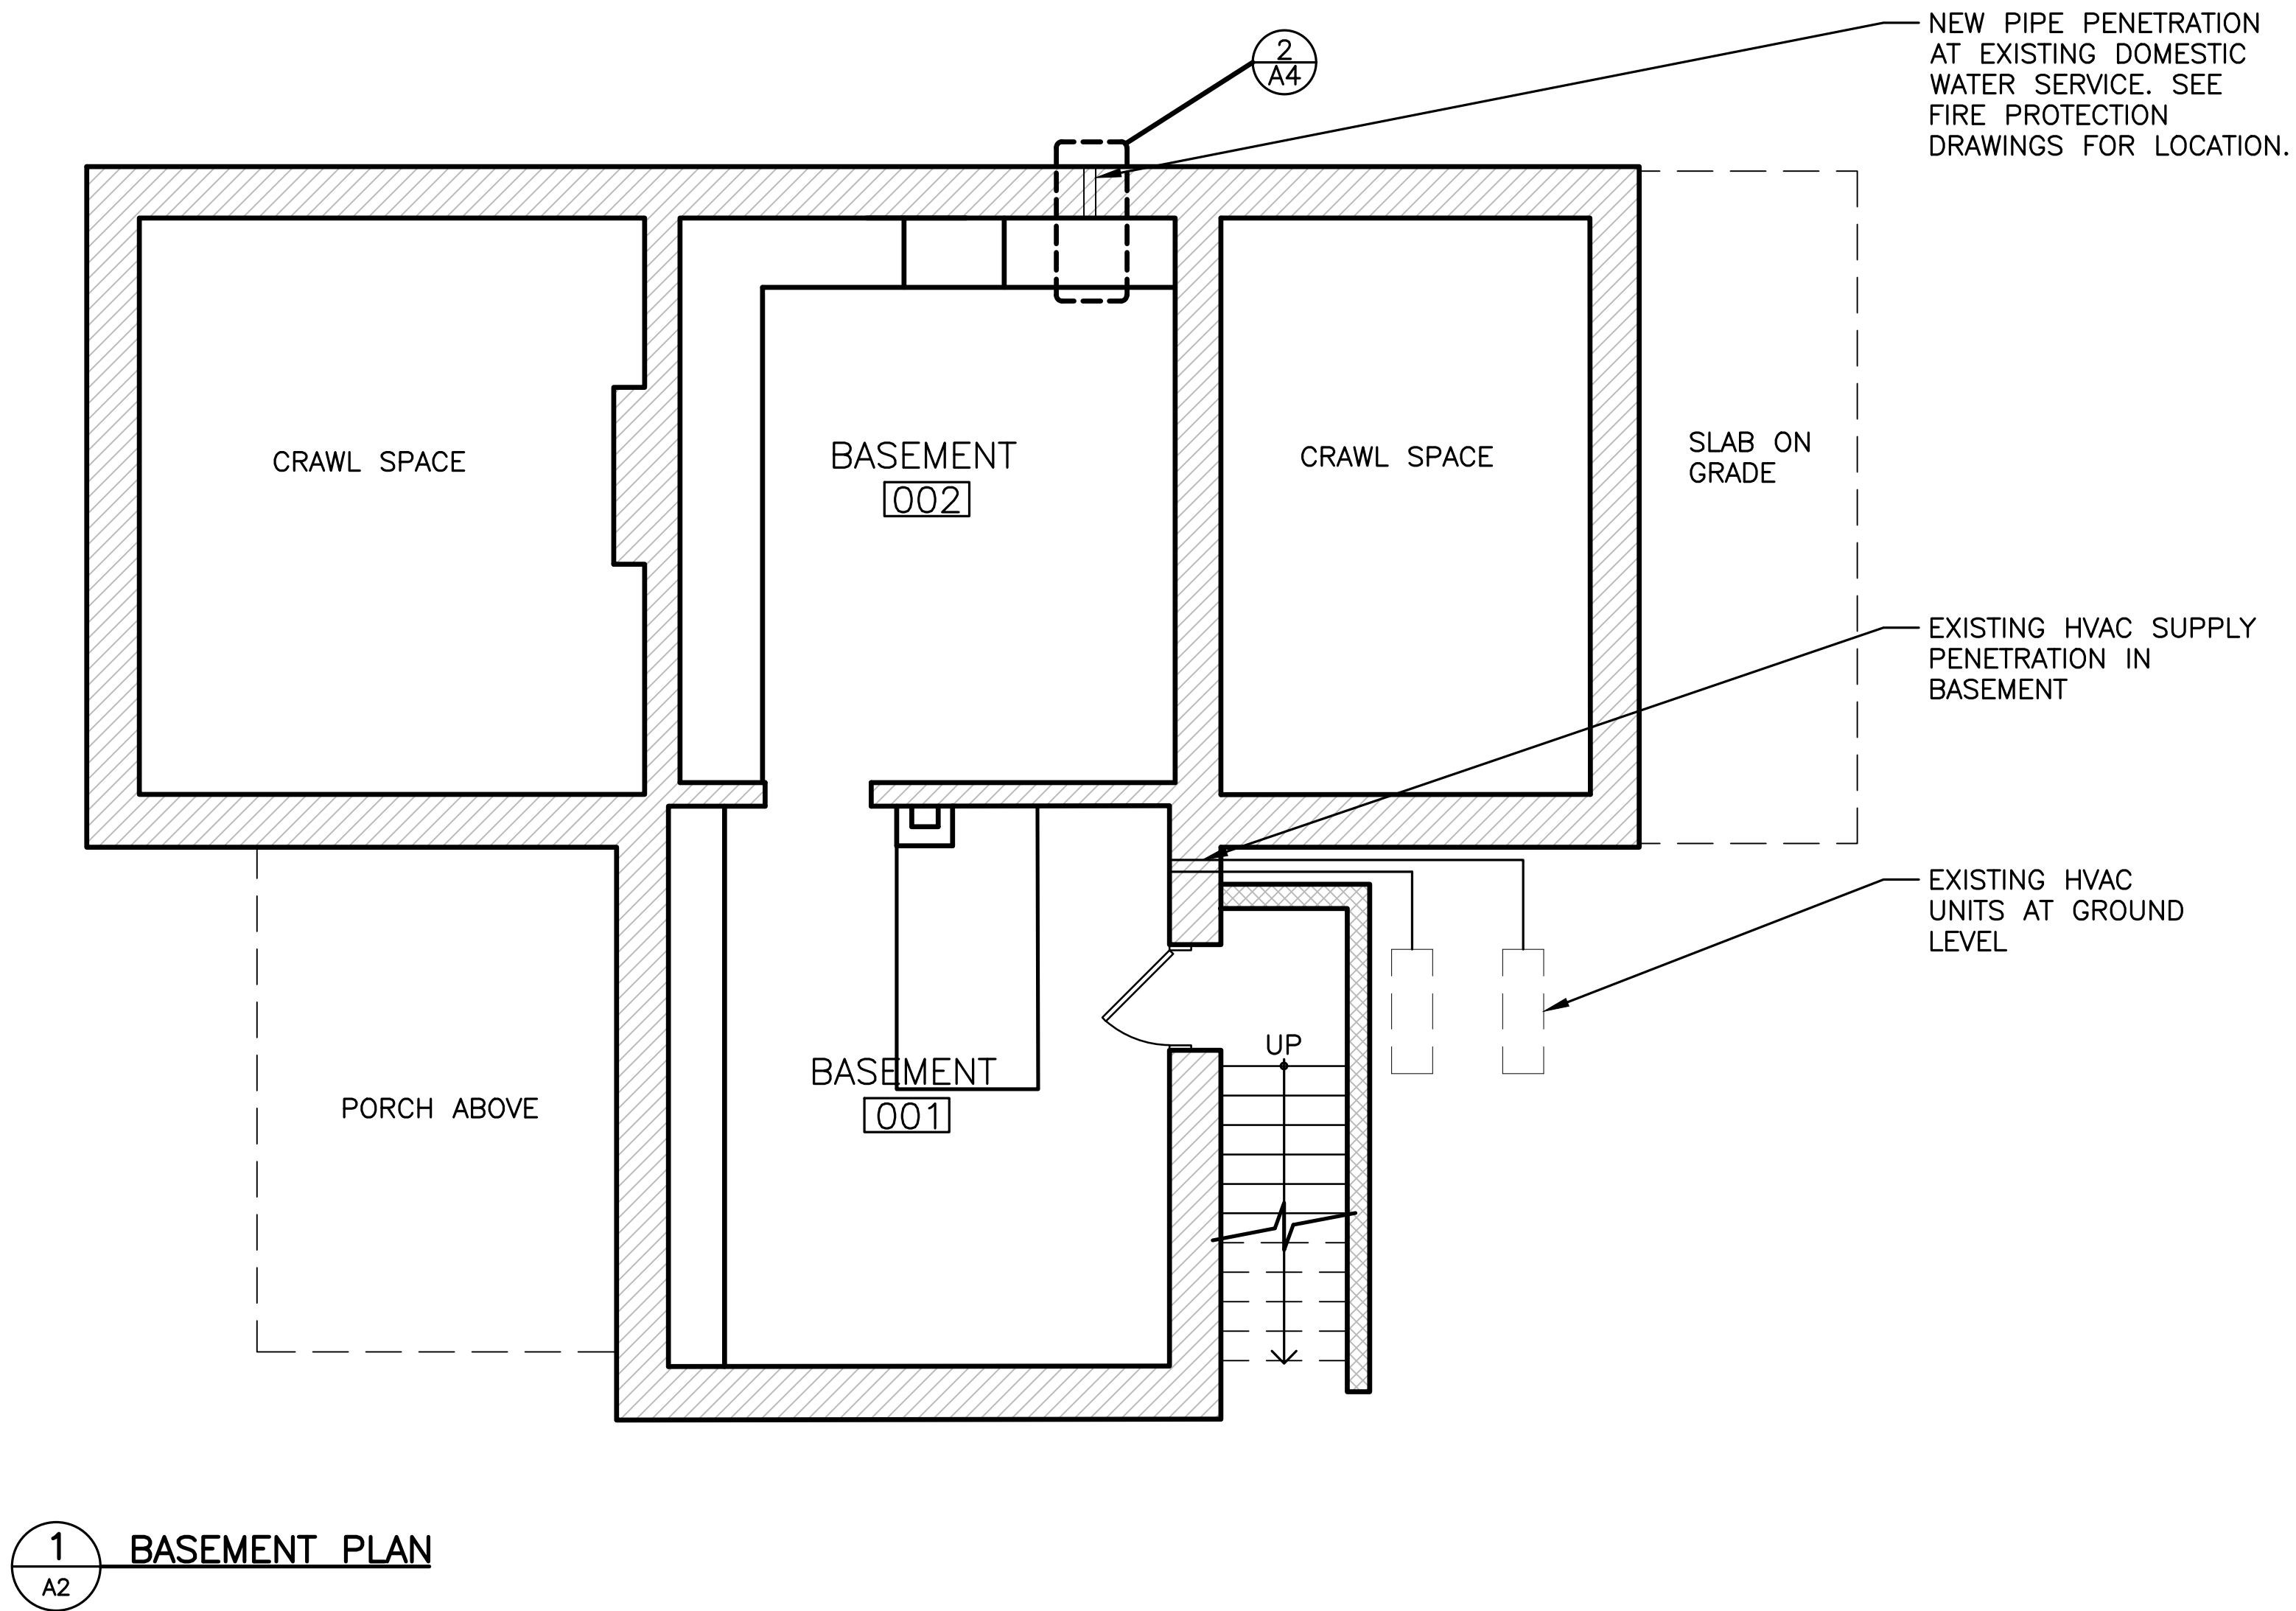 2
A4
NEW PIPE PENETRATION
AT EXISTING DOMESTIC
WATER SERVICE. SEE
FIRE PROTECTION
DRAWINGS FOR LOCATION.
CRAWL SPACE
BASEMENT
002
CRAWL SPACE
SLAB ON
GRADE
EXISTING HVAC SUPPLY
PENETRATION IN
BASEMENT
EXISTING HVAC
UNITS AT GROUND
LEVEL
UP
BASEMENT
001
PORCH ABOVE
1
A2
BASEMENT PLAN